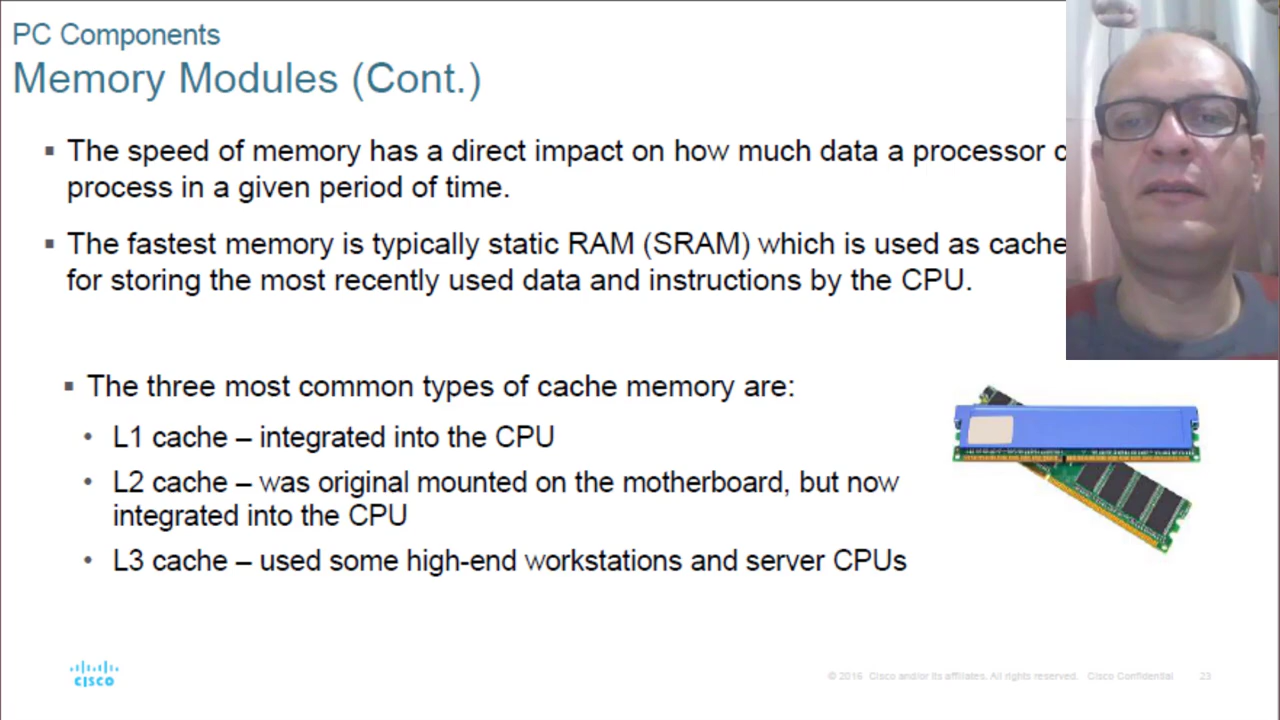 PC Components
Memory Modules (Cont.)
▪ The speed of memory has a direct impact on how much data a processor
process in a given period of time.
▪ The fastest memory is typically static RAM (SRAM) which is used as cache
for storing the most recently used data and instructions by the CPU.
▪ The three most common types of cache memory are:
• L1 cache – integrated into the CPU
• L2 cache – was original mounted on the motherboard, but now
integrated into the CPU
• L3 cache – used some high-end workstations and server CPUs
CISCO
© 2016 Cisco and/or its affiliates. All rights reserved. Cisco Confidential 23